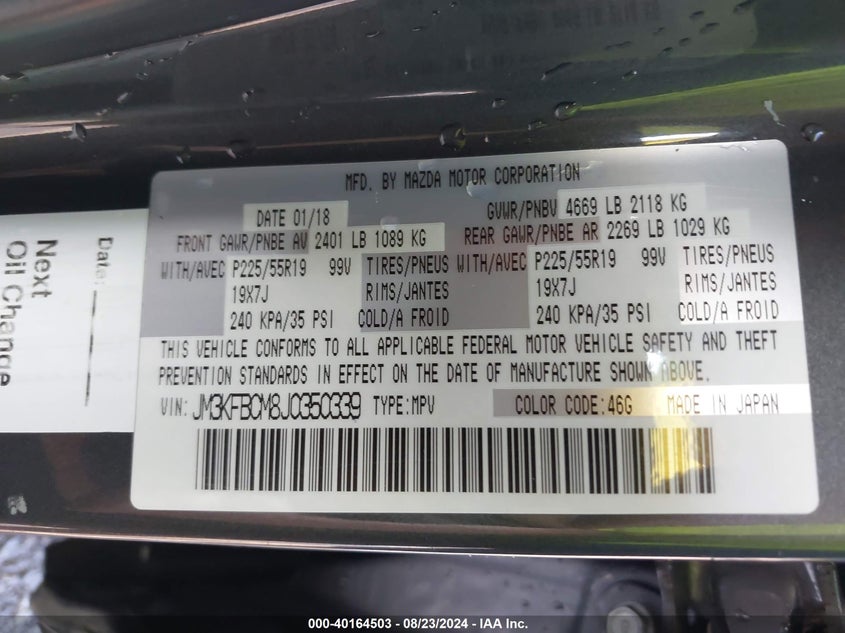 MFD. BY MAZDA MOTOR CORPORATION
DATE 01/18 GVWR/PNBV 4669 LB 2118 KG
FRONT GAWR/PNBE AV 2401 LB 1089 KG REAR GAWR/PNBE AR 2269 LB 1029 KG
WITH/AVEC P225/55R19 99V TIRES/PNEUS WITH/AVEC P225/55R19 99V TIRES/PNEUS
19X7J RIMS/JANTES 19X7J RIMS/JANTES
240 KPA/35 PSI COLD/A FROID 240 KPA/35 PSI COLD/A FROID
THIS VEHICLE CONFORMS TO ALL APPLICABLE FEDERAL MOTOR VEHICLE SAFETY AND THEFT
PREVENTION STANDARDS IN EFFECT ON THE DATE OF MANUFACTURE SHOWN ABOVE.
VIN: JM3KFBCM8J0350339 TYPE:MPV COLOR CODE:46G MADE IN JAPAN
Date:
Next
Oil Change
000-40164503 - 08/23/2024 - IAA Inc.